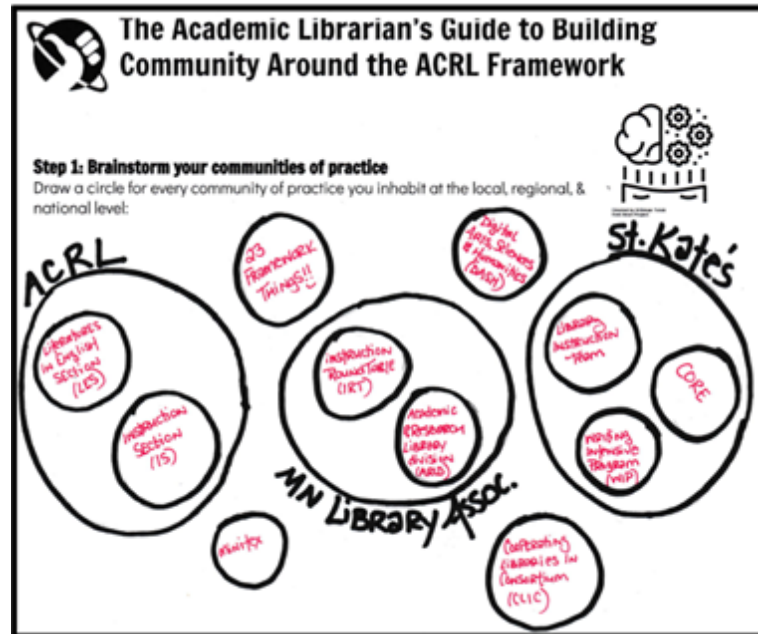 The Academic Librarian's Guide to Building
Community Around the ACRL Framework
Step 1: Brainstorm your communities of practice
Draw a circle for every community of practice you inhabit at the local, regional, &
national level:
ACRL
Literatures
in English
Section
(LES)
Instruction
Section
(IS)
23
Framework
Things!!
Digital
Arts, Sciences
& Humanities
(DASH)
instruction
RoundTable
(IRT)
Academic
& Research
Library
division
(ARLD)
MN LiBRARY Assoc.
St. Kate's
Library
Instruction
Team
CORE
Writing
Intensive
Program
(WIP)
minitex
Cooperating
Libraries in
Consortium
(CLIC)